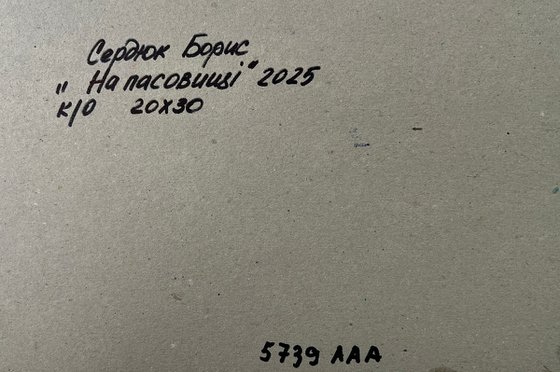 Сердюк Борис
"На пасовищі" 2025
к/о 20х30
5739 ААА